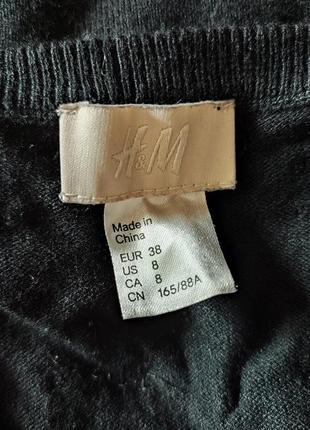 H&M
Made in
China
EUR 38
US 8
CA 8
CN 165/88A